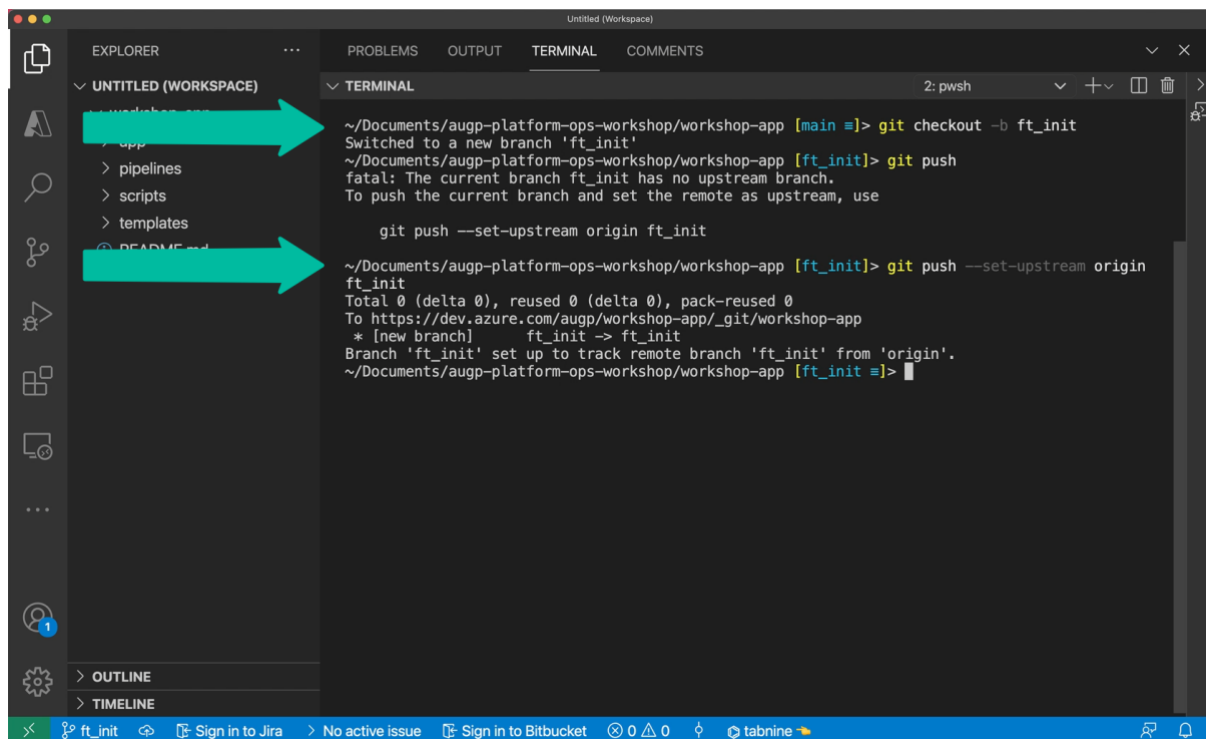 Untitled (Workspace)
EXPLORER
PROBLEMS OUTPUT TERMINAL COMMENTS
UNTITLED (WORKSPACE)
TERMINAL
2: pwsh
pipelines
scripts
templates
~/Documents/augp-platform-ops-workshop/workshop-app [main ≡]> git checkout -b ft_init
Switched to a new branch 'ft_init'
~/Documents/augp-platform-ops-workshop/workshop-app [ft_init]> git push
fatal: The current branch ft_init has no upstream branch.
To push the current branch and set the remote as upstream, use
git push --set-upstream origin ft_init
~/Documents/augp-platform-ops-workshop/workshop-app [ft_init]> git push --set-upstream origin
ft_init
Total 0 (delta 0), reused 0 (delta 0), pack-reused 0
To https://dev.azure.com/augp/workshop-app/_git/workshop-app
* [new branch] ft_init -> ft_init
Branch 'ft_init' set up to track remote branch 'ft_init' from 'origin'.
~/Documents/augp-platform-ops-workshop/workshop-app [ft_init ≡]>
1
OUTLINE
TIMELINE
ft_init Sign in to Jira No active issue Sign in to Bitbucket 0 0 tabnine